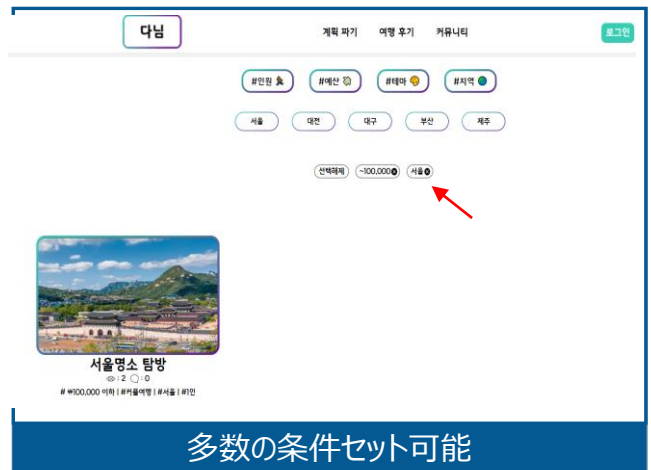 다님 계획 짜기 여행 후기 커뮤니티 로그인
#인원 #예산 #테마 #지역
서울 대전 대구 부산 제주
선택해제 ~100,000 서울
서울명소 탐방
:2 :0
# ₩100,000 이하 | #커플여행 | #서울 | #1인
多数の条件セット可能